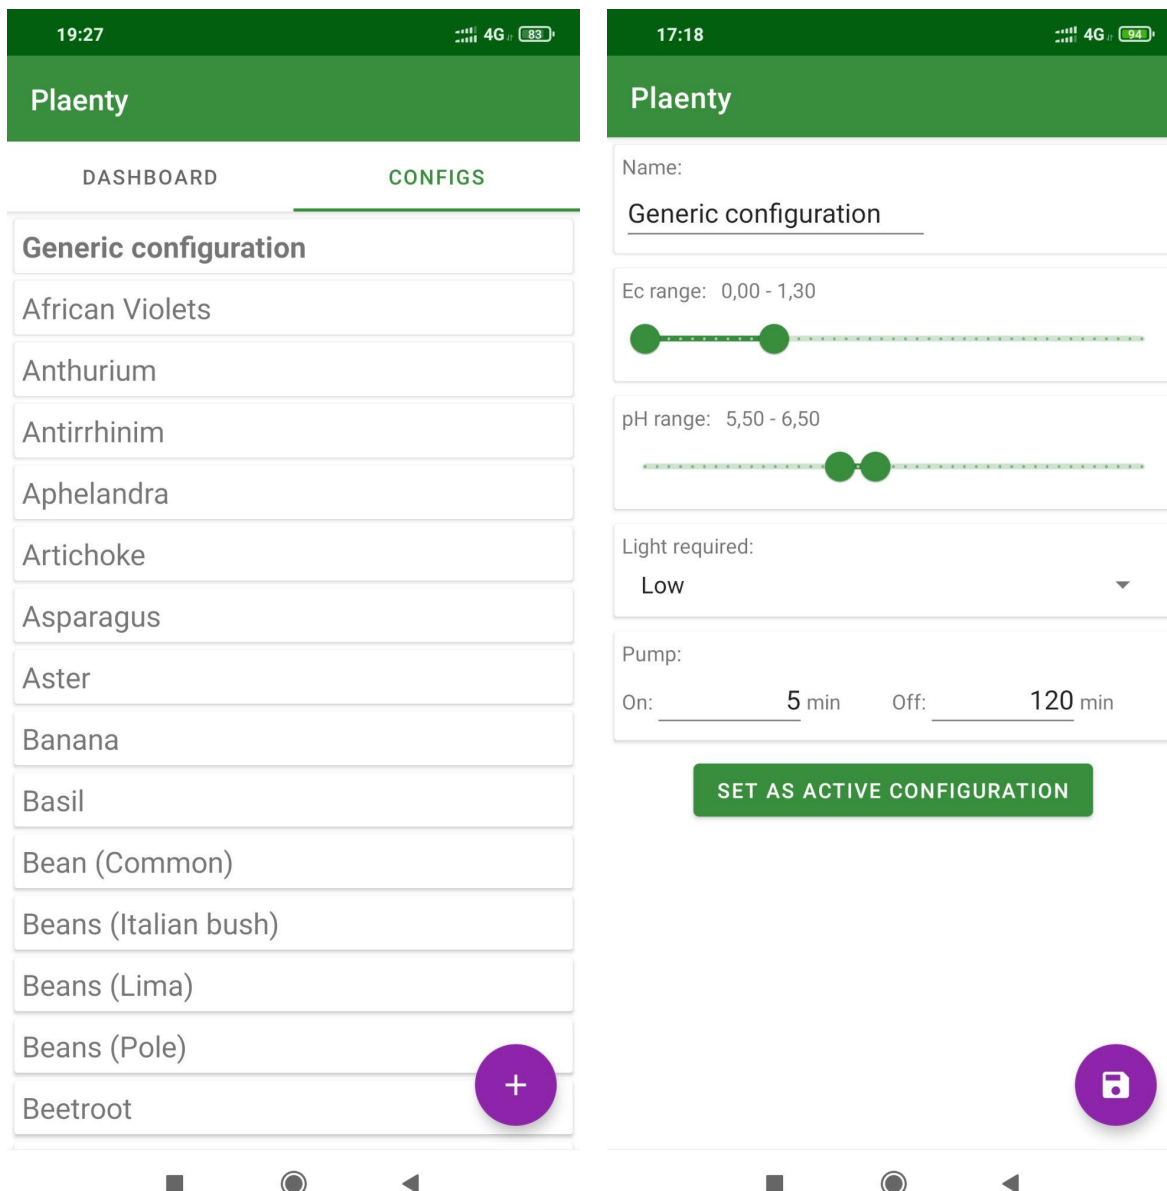 19:27
4G 83
Plaenty
DASHBOARD CONFIGS
Generic configuration
African Violets
Anthurium
Antirrhinim
Aphelandra
Artichoke
Asparagus
Aster
Banana
Basil
Bean (Common)
Beans (Italian bush)
Beans (Lima)
Beans (Pole)
Beetroot
+
17:18
4G 94
Plaenty
Name:
Generic configuration
Ec range: 0,00 - 1,30
pH range: 5,50 - 6,50
Light required:
Low
Pump:
On: 5 min Off: 120 min
SET AS ACTIVE CONFIGURATION